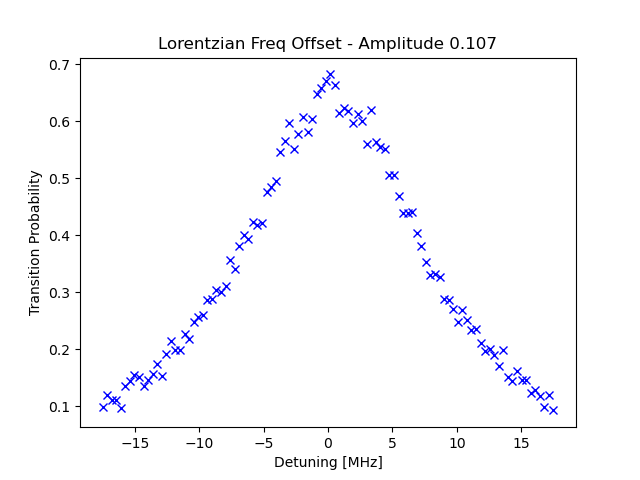 Lorentzian Freq Offset - Amplitude 0.107
0.7
0.6
0.5
0.4
0.3
0.2
0.1
Transition Probability
−15 −10 −5 0 5 10 15
Detuning [MHz]